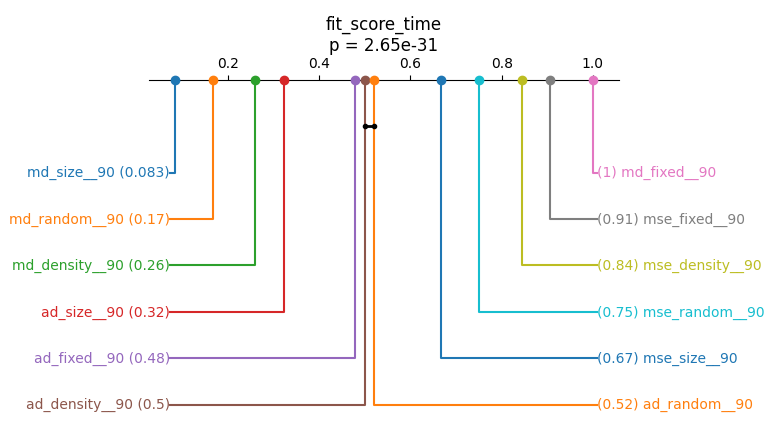 fit_score_time
p = 2.65e-31
0.2 0.4 0.6 0.8 1.0
md_size__90 (0.083)
(1) md_fixed__90
md_random__90 (0.17)
(0.91) mse_fixed__90
md_density__90 (0.26)
(0.84) mse_density__90
ad_size__90 (0.32)
(0.75) mse_random__90
ad_fixed__90 (0.48)
(0.67) mse_size__90
ad_density__90 (0.5)
(0.52) ad_random__90